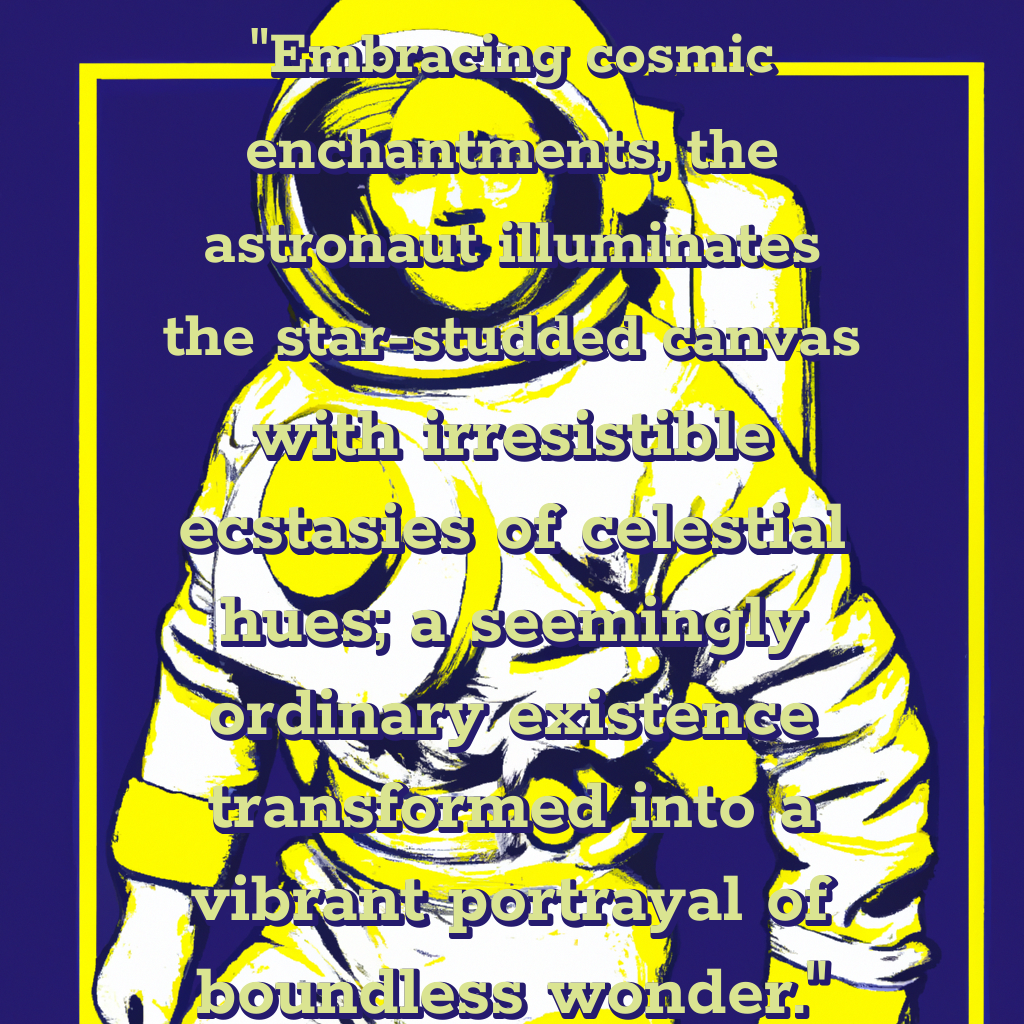 "Embracing cosmic
enchantments, the
astronaut illuminates
the star-studded canvas
with irresistible
ecstasies of celestial
hues; a seemingly
ordinary existence
transformed into a
vibrant portrayal of
boundless wonder."